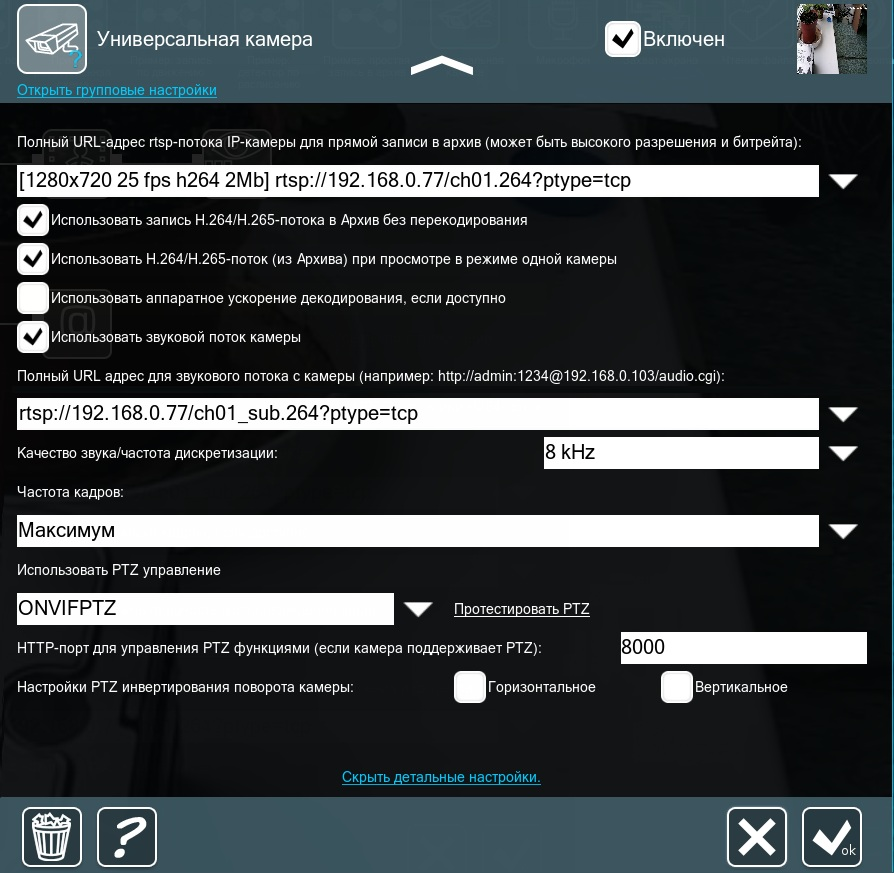 Универсальная камера
Включен
Открыть групповые настройки
Полный URL-адрес rtsp-потока IP-камеры для прямой записи в архив (может быть высокого разрешения и битрейта):
[1280x720 25 fps h264 2Mb] rtsp://192.168.0.77/ch01.264?ptype=tcp
Использовать запись H.264/H.265-потока в Архив без перекодирования
Использовать H.264/H.265-поток (из Архива) при просмотре в режиме одной камеры
Использовать аппаратное ускорение декодирования, если доступно
Использовать звуковой поток камеры
Полный URL адрес для звукового потока с камеры (например: http://admin:1234@192.168.0.103/audio.cgi):
rtsp://192.168.0.77/ch01_sub.264?ptype=tcp
Качество звука/частота дискретизации:
8 kHz
Частота кадров:
Максимум
Использовать PTZ управление
ONVIFPTZ
Протестировать PTZ
HTTP-порт для управления PTZ функциями (если камера поддерживает PTZ):
8000
Настройки PTZ инвертирования поворота камеры:
Горизонтальное
Вертикальное
Скрыть детальные настройки.
ok